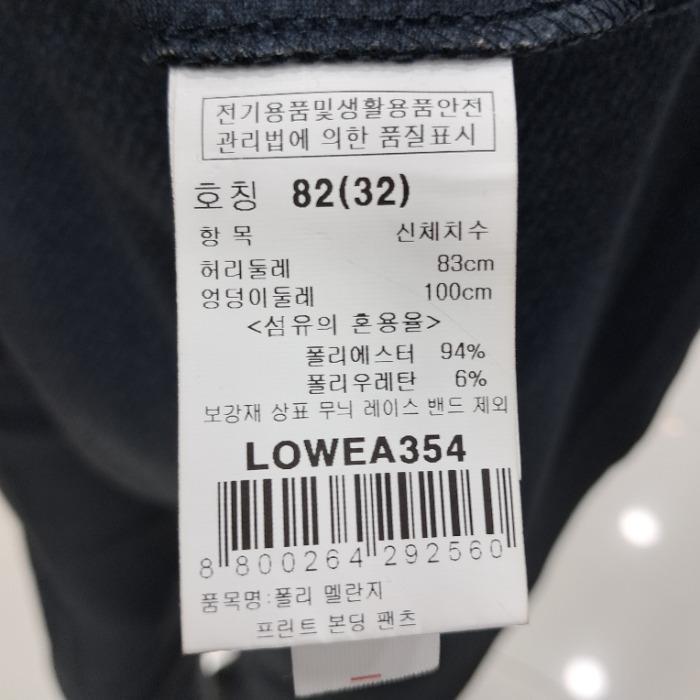 전기용품및생활용품안전
관리법에 의한 품질표시
호칭 82(32)
항 목 신체치수
허리둘레 83cm
엉덩이둘레 100cm
<섬유의 혼용율>
폴리에스터 94%
폴리우레탄 6%
보강재 상표 무늬 레이스 밴드 제외
LOWEA354
8 800264 292560
품목명:폴리 멜란지
프린트 본딩 팬츠